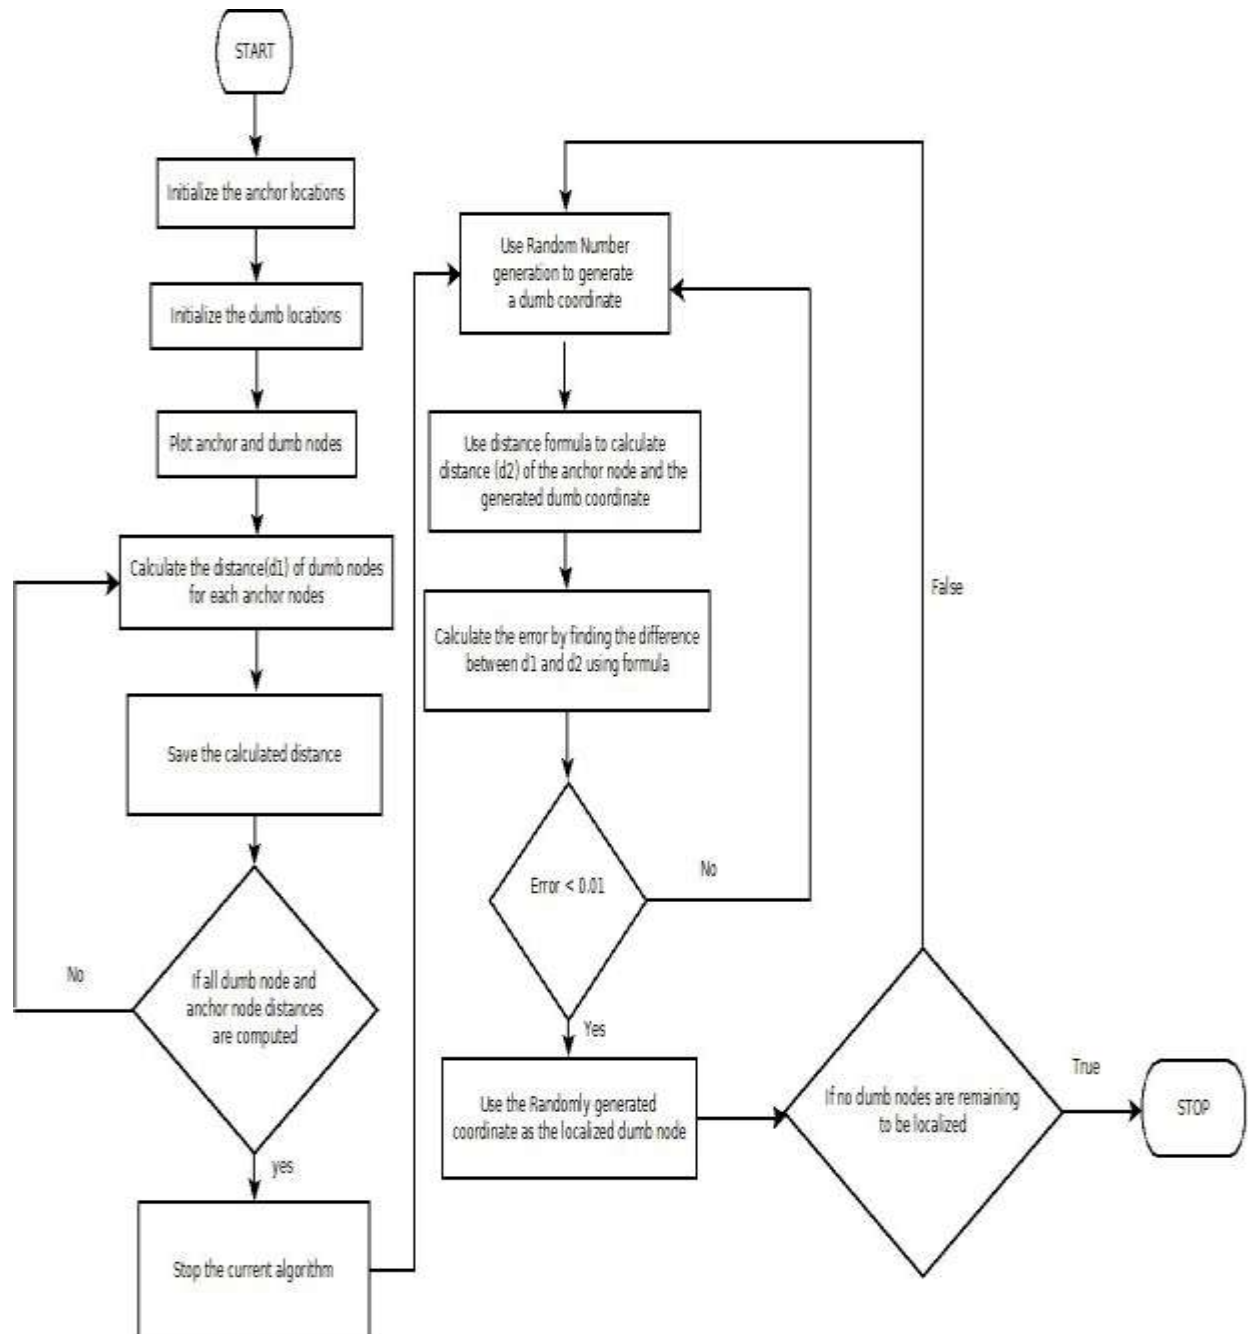 START
Initialize the anchor locations
Initialize the dumb locations
Plot anchor and dumb nodes
Calculate the distance(d1) of dumb nodes
for each anchor nodes
Save the calculated distance
If all dumb node and
anchor node distances
are computed
No
yes
Stop the current algorithm
Use Random Number
generation to generate
a dumb coordinate
Use distance formula to calculate
distance (d2) of the anchor node and the
generated dumb coordinate
Calculate the error by finding the difference
between d1 and d2 using formula
Error < 0.01
No
Yes
Use the Randomly generated
coordinate as the localized dumb node
If no dumb nodes are remaining
to be localized
False
True
STOP